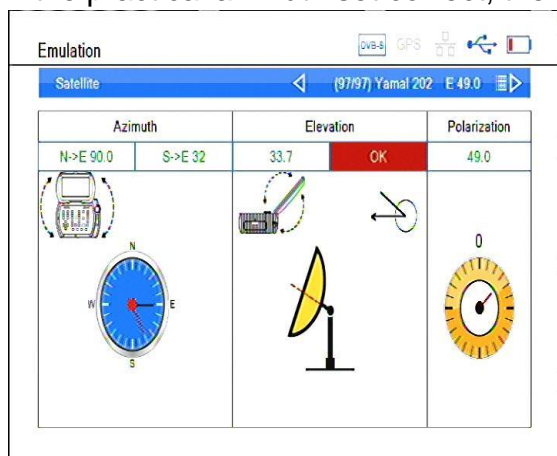 Emulation
DVB-S GPS
Satellite (97/97) Yamal 202 E 49.0
Azimuth Elevation Polarization
N->E 90.0 S->E 32 33.7 OK 49.0
N
W E
S
0